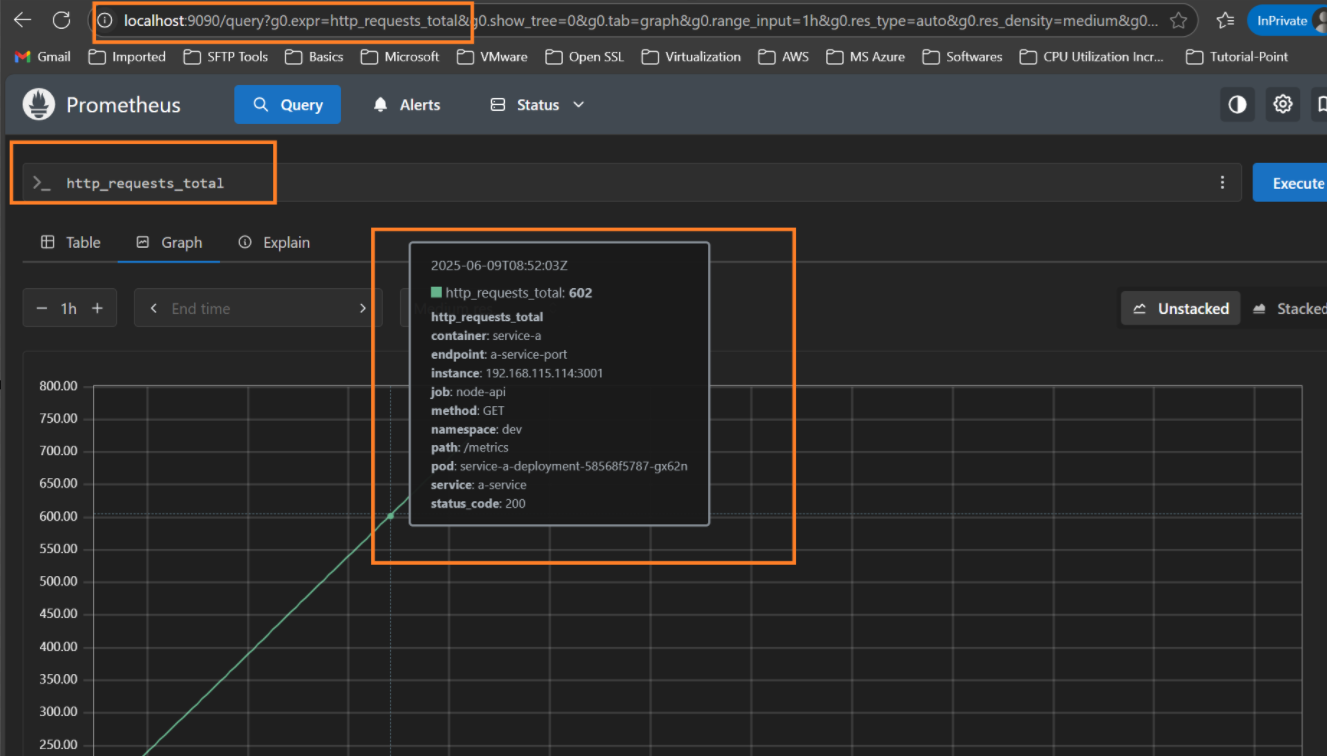 localhost:9090/query?g0.expr=http_requests_total&g0.show_tree=0&g0.tab=graph&g0.range_input=1h&g0.res_type=auto&g0.res_density=medium&g0... InPrivate
Gmail Imported SFTP Tools Basics Microsoft VMware Open SSL Virtualization AWS MS Azure Softwares CPU Utilization Incr... Tutorial-Point
Prometheus Query Alerts Status
>_ http_requests_total Execute
Table Graph Explain
2025-06-09T08:52:03Z
http_requests_total: 602
http_requests_total
container: service-a
endpoint: a-service-port
instance: 192.168.115.114:3001
job: node-api
method: GET
namespace: dev
path: /metrics
pod: service-a-deployment-58568f5787-gx62n
service: a-service
status_code: 200
− 1h + < End time > Unstacked Stacked
800.00
750.00
700.00
650.00
600.00
550.00
500.00
450.00
400.00
350.00
300.00
250.00